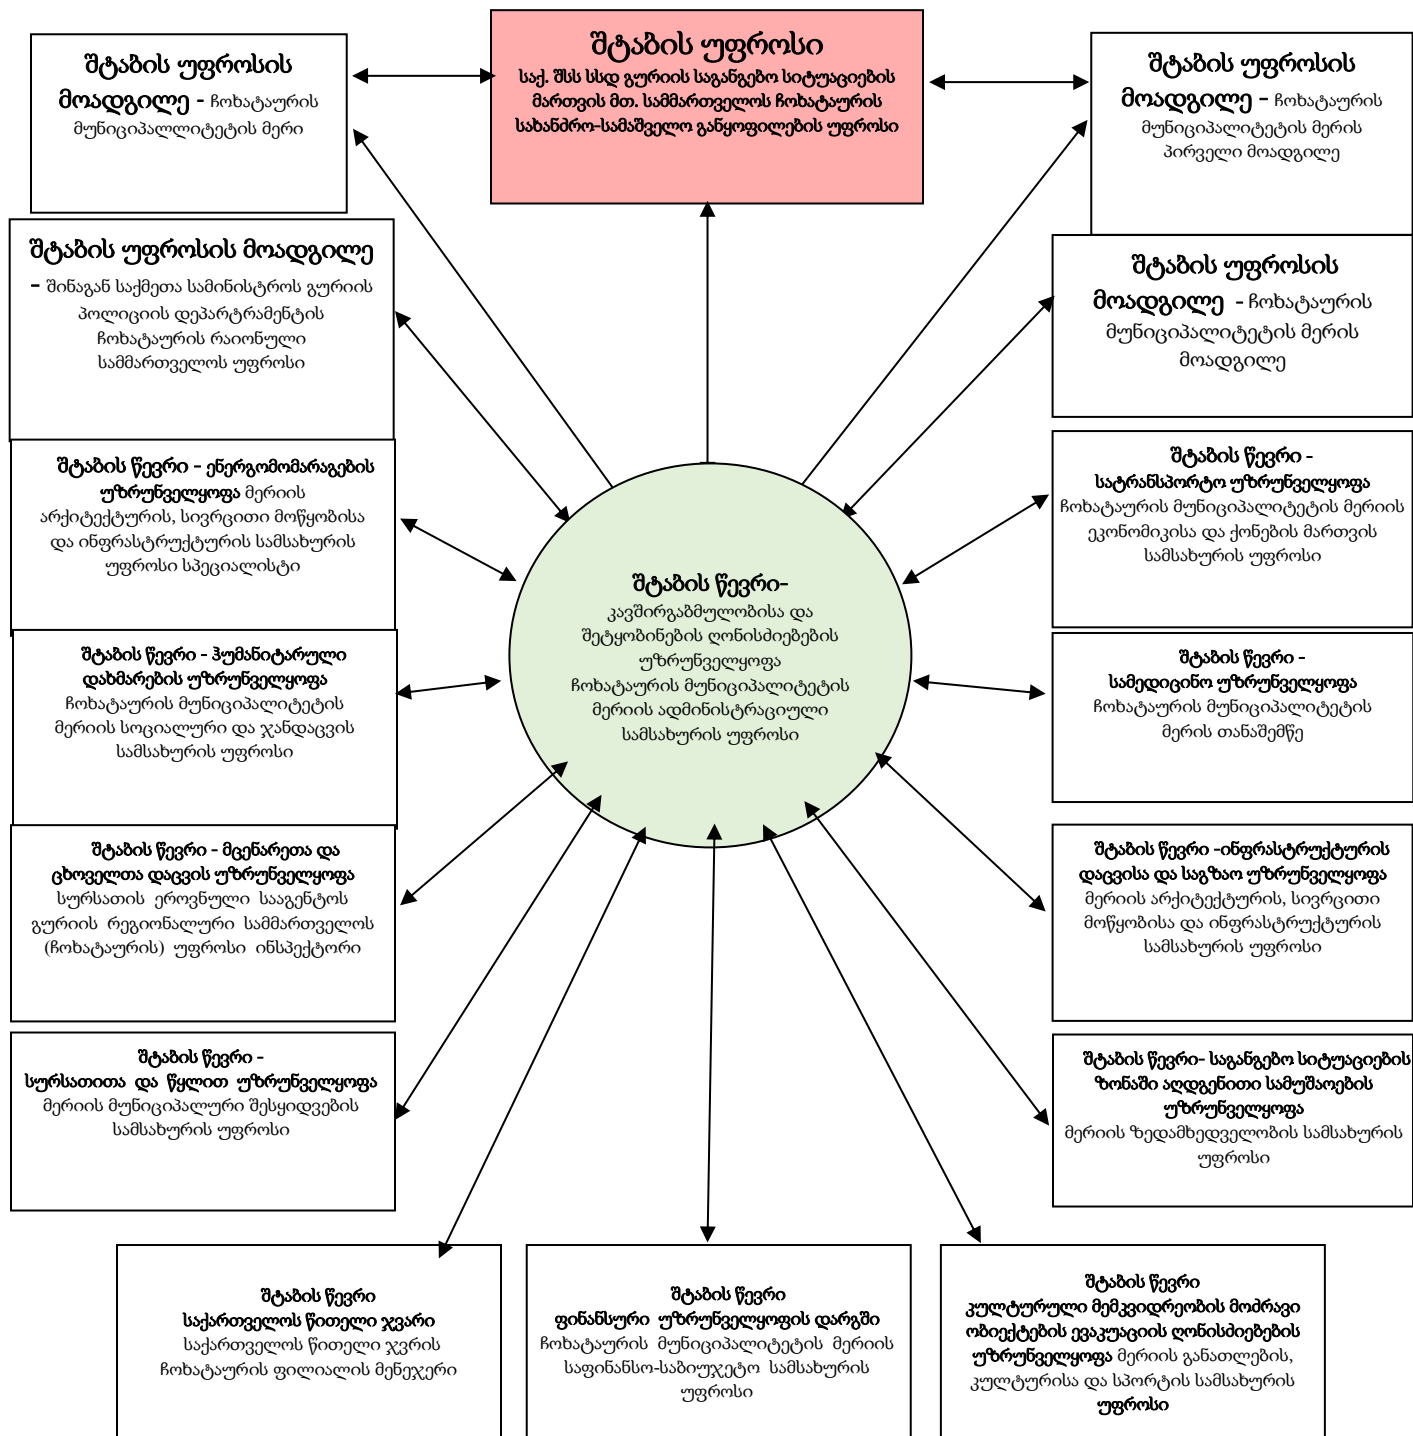 შტაბის უფროსი
საქ. შსს სსდ გურიის საგანგებო სიტუაციების
მართვის მთ. სამმართველოს ჩოხატაურის
სახანძრო-სამაშველო განყოფილების უფროსი
შტაბის უფროსის
მოადგილე - ჩოხატაურის
მუნიციპალლიტეტის მერი
შტაბის უფროსის
მოადგილე - ჩოხატაურის
მუნიციპალიტეტის მერის
პირველი მოადგილე
შტაბის უფროსის მოადგილე
- შინაგან საქმეთა სამინისტროს გურიის
პოლიციის დეპარტრამენტის
ჩოხატაურის რაიონული
სამმართველოს უფროსი
შტაბის უფროსის
მოადგილე - ჩოხატაურის
მუნიციპალიტეტის მერის
მოადგილე
შტაბის წევრი - ენერგომომარაგების
უზრუნველყოფა მერიის
არქიტექტურის, სივრცითი მოწყობისა
და ინფრასტრუქტურის სამსახურის
უფროსი სპეციალისტი
შტაბის წევრი -
სატრანსპორტო უზრუნველყოფა
ჩოხატაურის მუნიციპალიტეტის მერიის
ეკონომიკისა და ქონების მართვის
სამსახურის უფროსი
შტაბის წევრი-
კავშირგაბმულობისა და
შეტყობინების ღონისძიებების
უზრუნველყოფა
ჩოხატაურის მუნიციპალიტეტის
მერიის ადმინისტრაციული
სამსახურის უფროსი
შტაბის წევრი - ჰუმანიტარული
დახმარების უზრუნველყოფა
ჩოხატაურის მუნიციპალიტეტის
მერიის სოციალური და ჯანდაცვის
სამსახურის უფროსი
შტაბის წევრი -
სამედიცინო უზრუნველყოფა
ჩოხატაურის მუნიციპალიტეტის
მერის თანაშემწე
შტაბის წევრი - მცენარეთა და
ცხოველთა დაცვის უზრუნველყოფა
სურსათის ეროვნული სააგენტოს
გურიის რეგიონალური სამმართველოს
(ჩოხატაურის) უფროსი ინსპექტორი
შტაბის წევრი -ინფრასტრუქტურის
დაცვისა და საგზაო უზრუნველყოფა
მერიის არქიტექტურის, სივრცითი
მოწყობისა და ინფრასტრუქტურის
სამსახურის უფროსი
შტაბის წევრი -
სურსათითა და წყლით უზრუნველყოფა
მერიის მუნიციპალური შესყიდვების
სამსახურის უფროსი
შტაბის წევრი- საგანგებო სიტუაციების
ზონაში აღდგენითი სამუშაოების
უზრუნველყოფა
მერიის ზედამხედველობის სამსახურის
უფროსი
შტაბის წევრი
საქართველოს წითელი ჯვარი
საქართველოს წითელი ჯვრის
ჩოხატაურის ფილიალის მენეჯერი
შტაბის წევრი
ფინანსური უზრუნველყოფის დარგში
ჩოხატაურის მუნიციპალიტეტის მერიის
საფინანსო-საბიუჯეტო სამსახურის
უფროსი
შტაბის წევრი
კულტურული მემკვიდრეობის მოძრავი
ობიექტების ევაკუაციის ღონისძიებების
უზრუნველყოფა მერიის განათლების,
კულტურისა და სპორტის სამსახურის
უფროსი